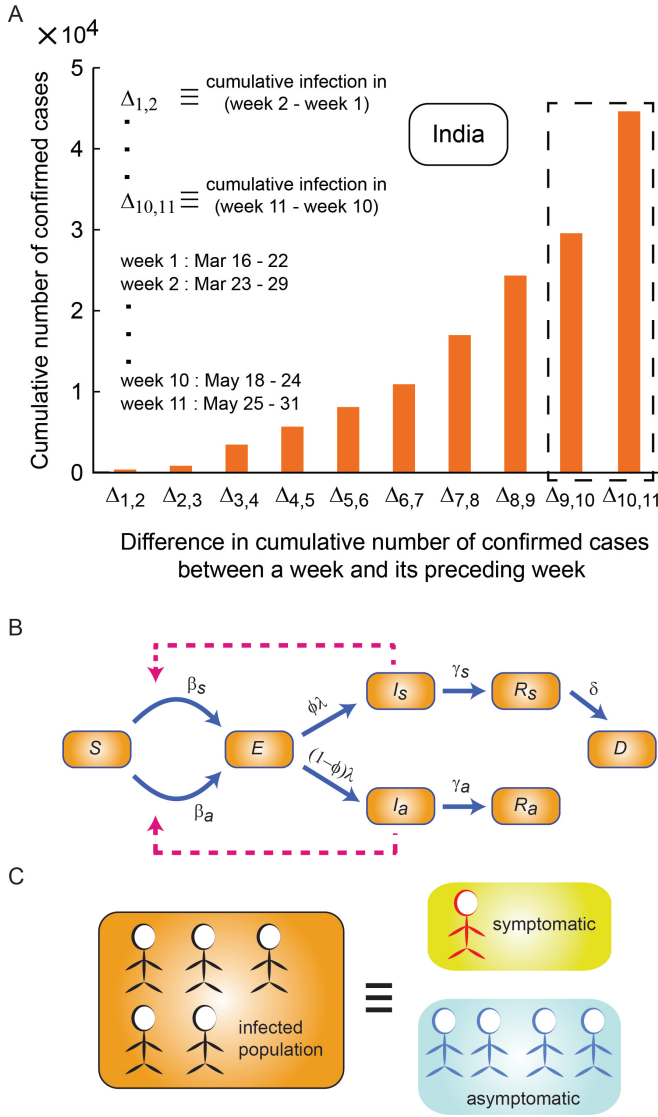 A
×10⁴
5
4
3
2
1
0
Cumulative number of confirmed cases
Δ1,2 ≡ cumulative infection in
(week 2 - week 1)
Δ10,11 ≡ cumulative infection in
(week 11 - week 10)
India
week 1 : Mar 16 - 22
week 2 : Mar 23 - 29
week 10 : May 18 - 24
week 11 : May 25 - 31
Δ1,2 Δ2,3 Δ3,4 Δ4,5 Δ5,6 Δ6,7 Δ7,8 Δ8,9 Δ9,10 Δ10,11
Difference in cumulative number of confirmed cases
between a week and its preceding week
B
βs
ϕλ
Is
γs
Rs
δ
S
E
D
(1−ϕ)λ
βa
Ia
γa
Ra
C
symptomatic
infected
population
≡
asymptomatic